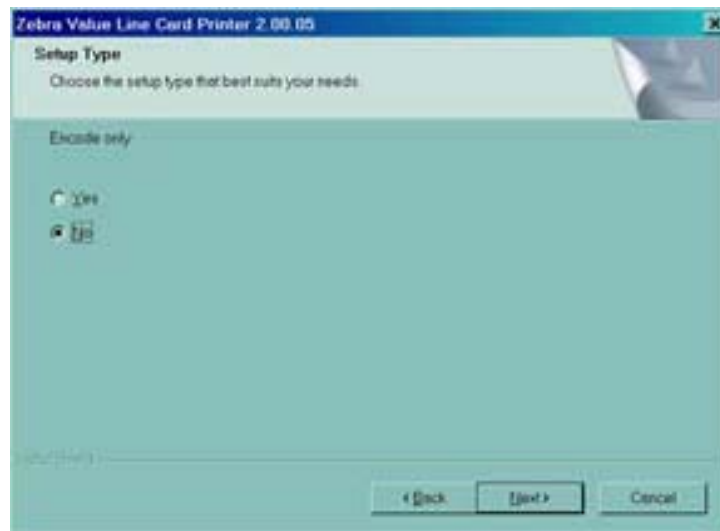 Zebra Value Line Card Printer 2.00.05
Setup Type
Choose the setup type that best suits your needs.
Encode only
Yes
No
< Back
Next >
Cancel